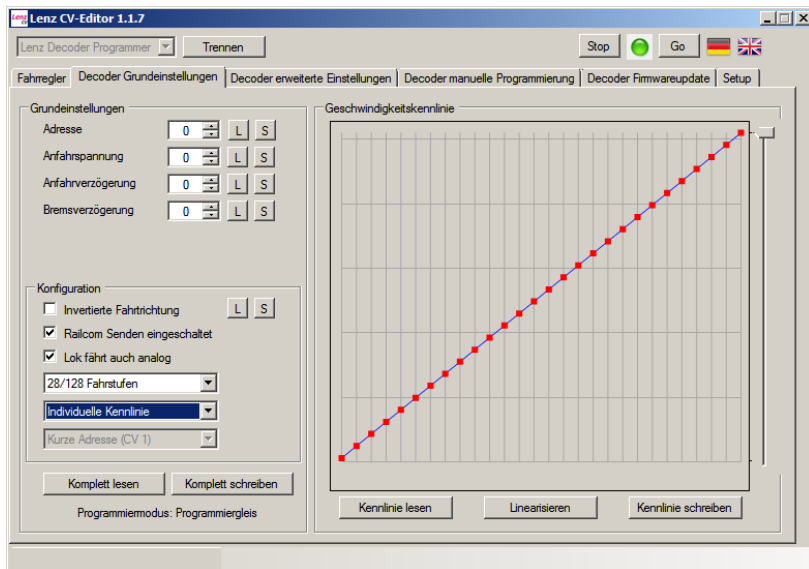 Lenz CV-Editor 1.1.7
Lenz Decoder Programmer Trennen Stop Go
Fahrregler Decoder Grundeinstellungen Decoder erweiterte Einstellungen Decoder manuelle Programmierung Decoder Firmwareupdate Setup
Grundeinstellungen
Adresse 0 L S
Anfahrspannung 0 L S
Anfahrverzögerung 0 L S
Bremsverzögerung 0 L S
Konfiguration
Invertierte Fahrtrichtung L S
Railcom Senden eingeschaltet
Lok fährt auch analog
28/128 Fahrstufen
Individuelle Kennlinie
Kurze Adresse (CV 1)
Komplett lesen Komplett schreiben
Programmiermodus: Programmiergleis
Geschwindigkeitskennlinie
Kennlinie lesen Linearisieren Kennlinie schreiben